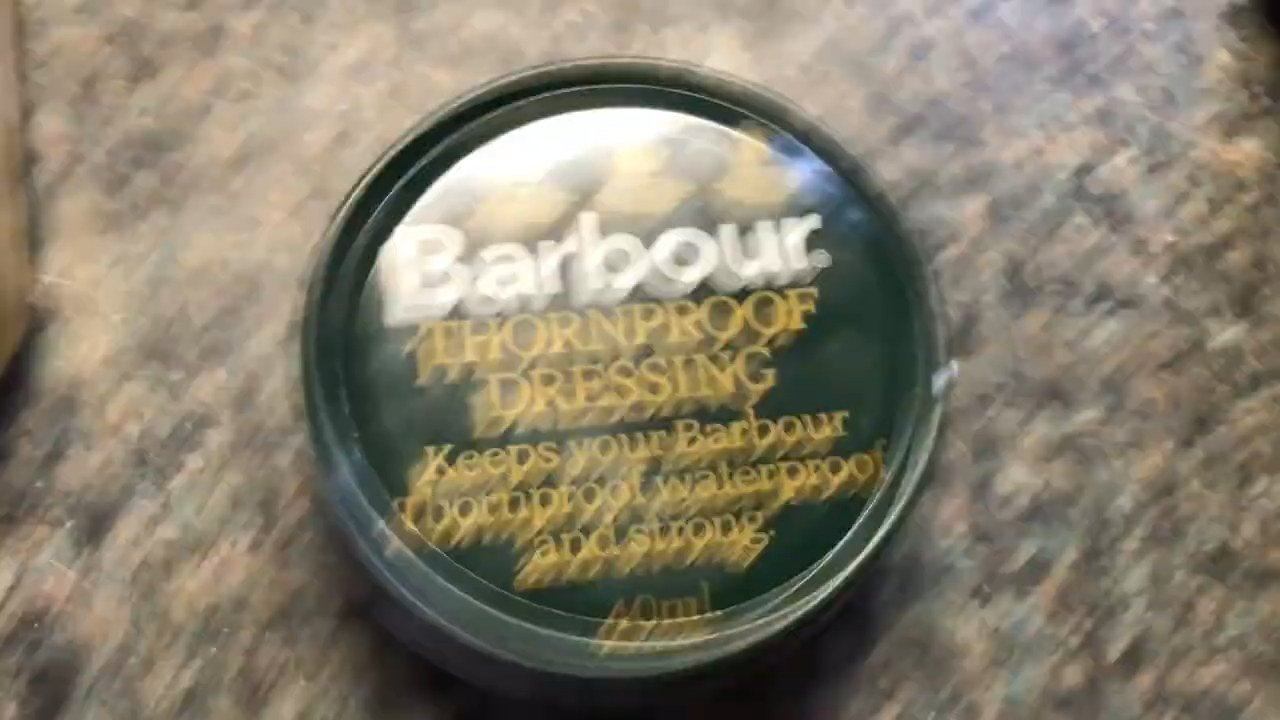 Barbour.
THORNPROOF
DRESSING
Keeps your Barbour
Thornproof waterproof
and strong.
40ml